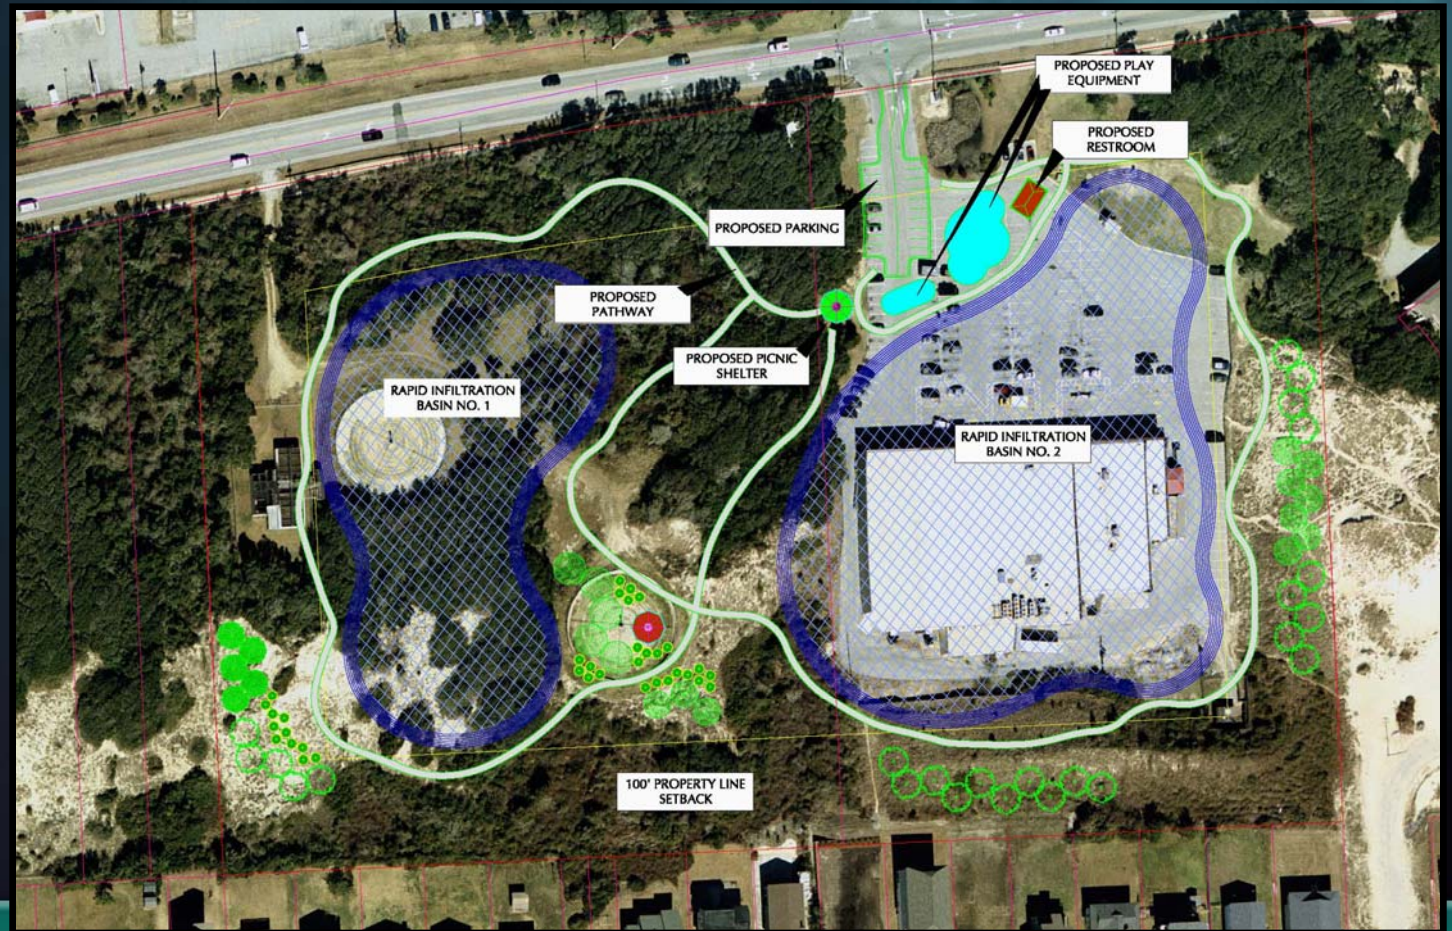 PROPOSED PLAY
EQUIPMENT
PROPOSED
RESTROOM
PROPOSED PARKING
PROPOSED
PATHWAY
PROPOSED PICNIC
SHELTER
RAPID INFILTRATION
BASIN NO. 1
RAPID INFILTRATION
BASIN NO. 2
100' PROPERTY LINE
SETBACK